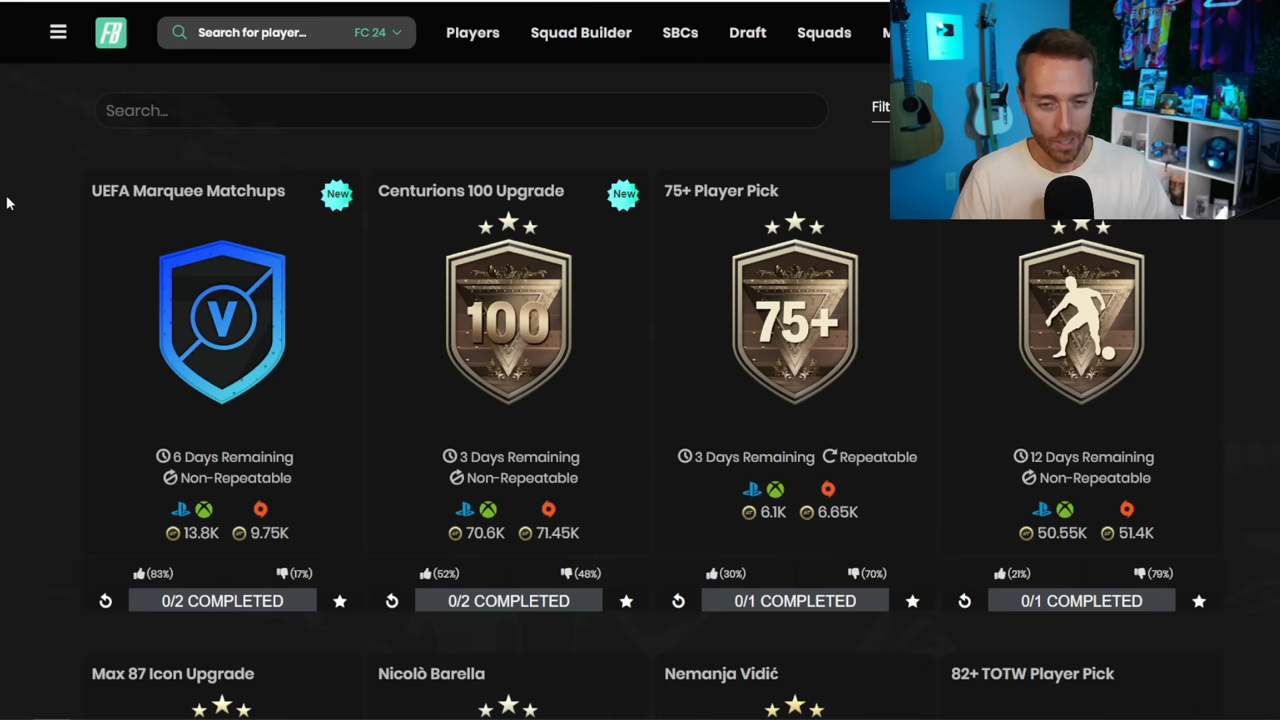 FB
Search for player...
FC 24
Players
Squad Builder
SBCs
Draft
Squads
M
Search...
Filt
UEFA Marquee Matchups
New
V
6 Days Remaining
Non-Repeatable
13.8K
9.75K
(83%)
(17%)
0/2 COMPLETED
Centurions 100 Upgrade
New
100
3 Days Remaining
Non-Repeatable
70.6K
71.45K
(52%)
(48%)
0/2 COMPLETED
75+ Player Pick
75+
3 Days Remaining
Repeatable
6.1K
6.65K
(30%)
(70%)
0/1 COMPLETED
12 Days Remaining
Non-Repeatable
50.55K
51.4K
(21%)
(79%)
0/1 COMPLETED
Max 87 Icon Upgrade
Nicolò Barella
Nemanja Vidić
82+ TOTW Player Pick